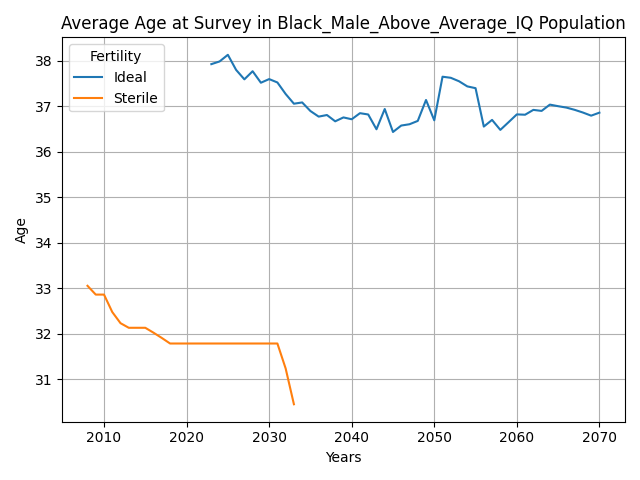 Average Age at Survey in Black_Male_Above_Average_IQ Population
Fertility
Ideal
Sterile
38
37
36
35
34
33
32
31
Age
2010 2020 2030 2040 2050 2060 2070
Years